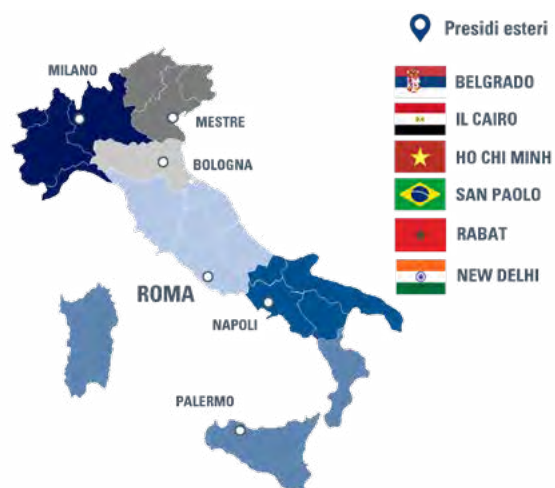 Presidi esteri
MILANO
MESTRE
BOLOGNA
ROMA
NAPOLI
PALERMO
BELGRADO
IL CAIRO
HO CHI MINH
SAN PAOLO
RABAT
NEW DELHI